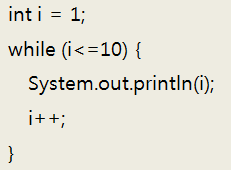 int i = 1;
while (i<=10) {
System.out.println(i);
i++;
}